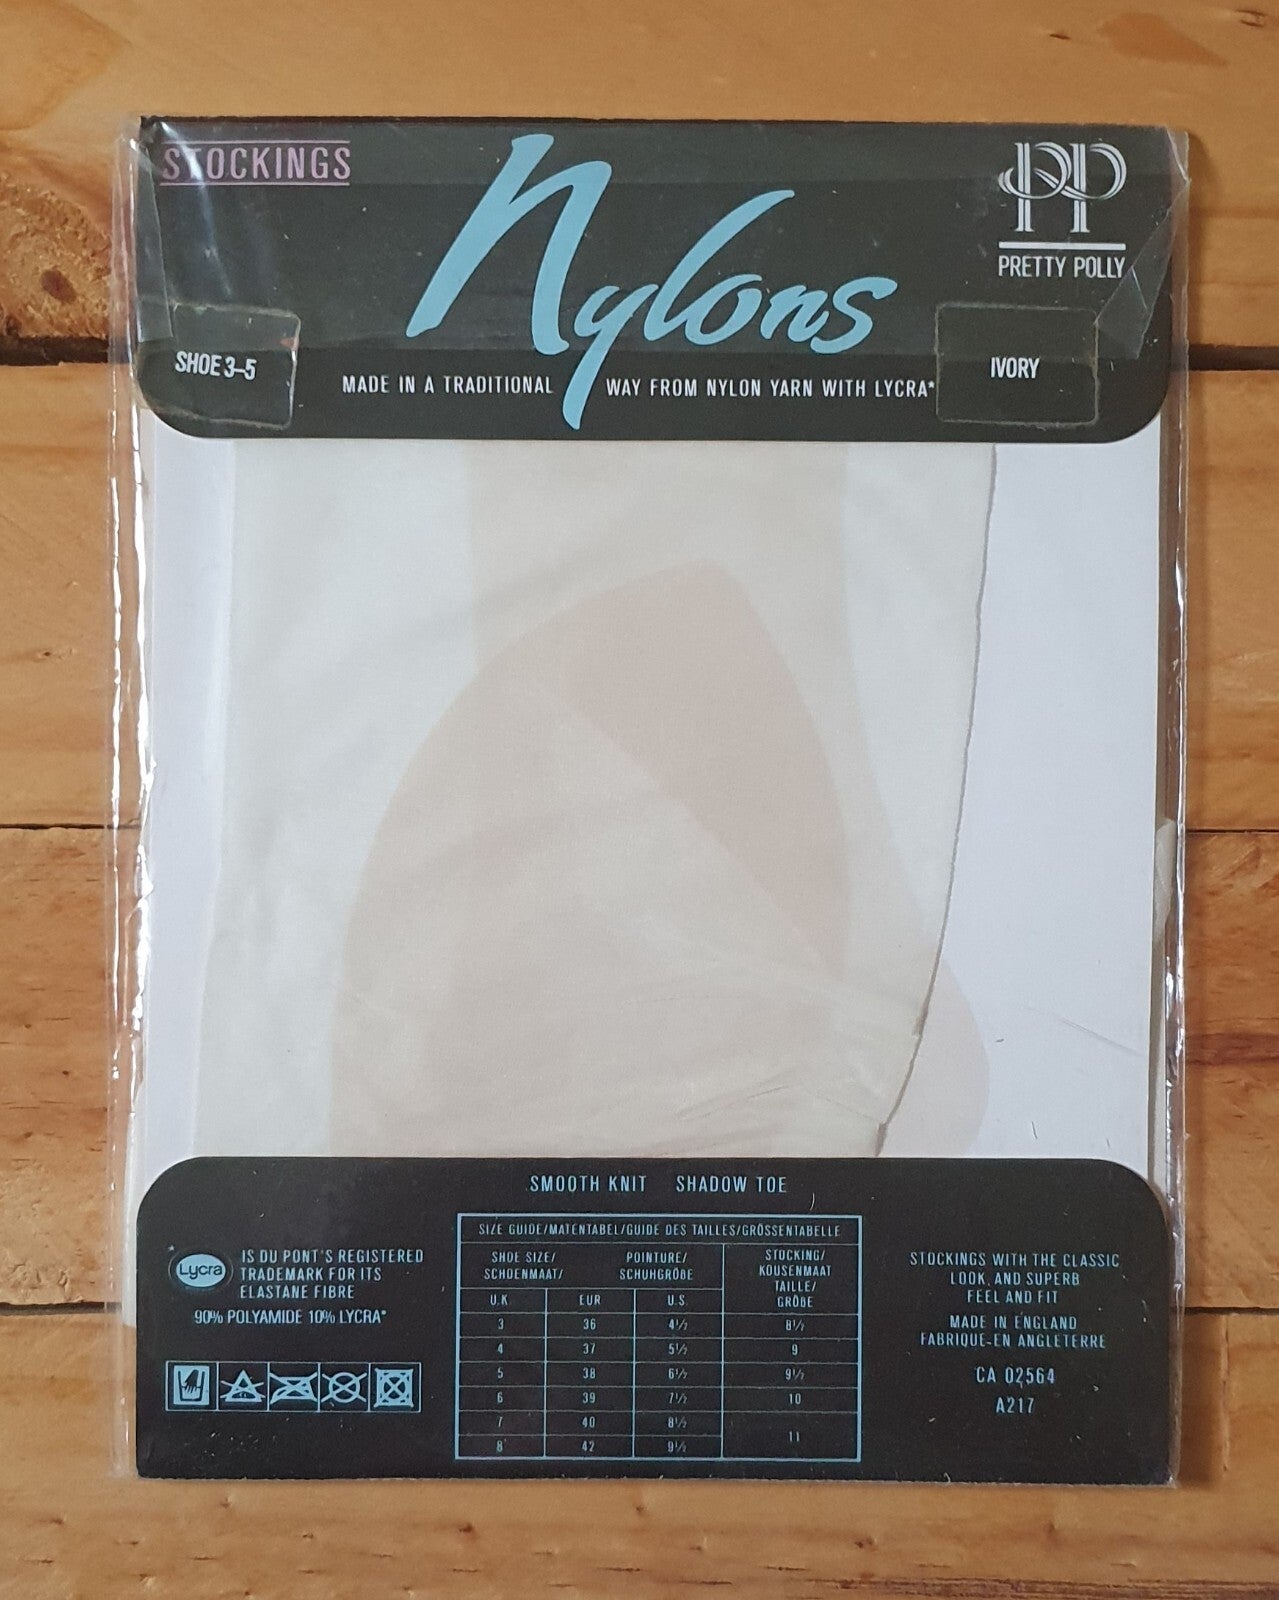 STOCKINGS
Nylons
PP
PRETTY POLLY
SHOE 3–5
IVORY
MADE IN A TRADITIONAL WAY FROM NYLON YARN WITH LYCRA*
SMOOTH KNIT SHADOW TOE
* Lycra IS DU PONT'S REGISTERED
TRADEMARK FOR ITS
ELASTANE FIBRE
90% POLYAMIDE 10% LYCRA*
SIZE GUIDE/MATENTABEL/GUIDE DES TAILLES/GRÖSSENTABELLE
SHOE SIZE/ POINTURE/
SCHOENMAAT/ SCHUHGRÖßE
STOCKING/
KOUSENMAAT
TAILLE/
GRÖßE
U.K EUR U.S.
3 36 4½ 8½
4 37 5½ 9
5 38 6½ 9½
6 39 7½ 10
7 40 8½
11
8 42 9½
STOCKINGS WITH THE CLASSIC
LOOK, AND SUPERB
FEEL AND FIT
MADE IN ENGLAND
FABRIQUE-EN ANGLETERRE
CA 02564
A217